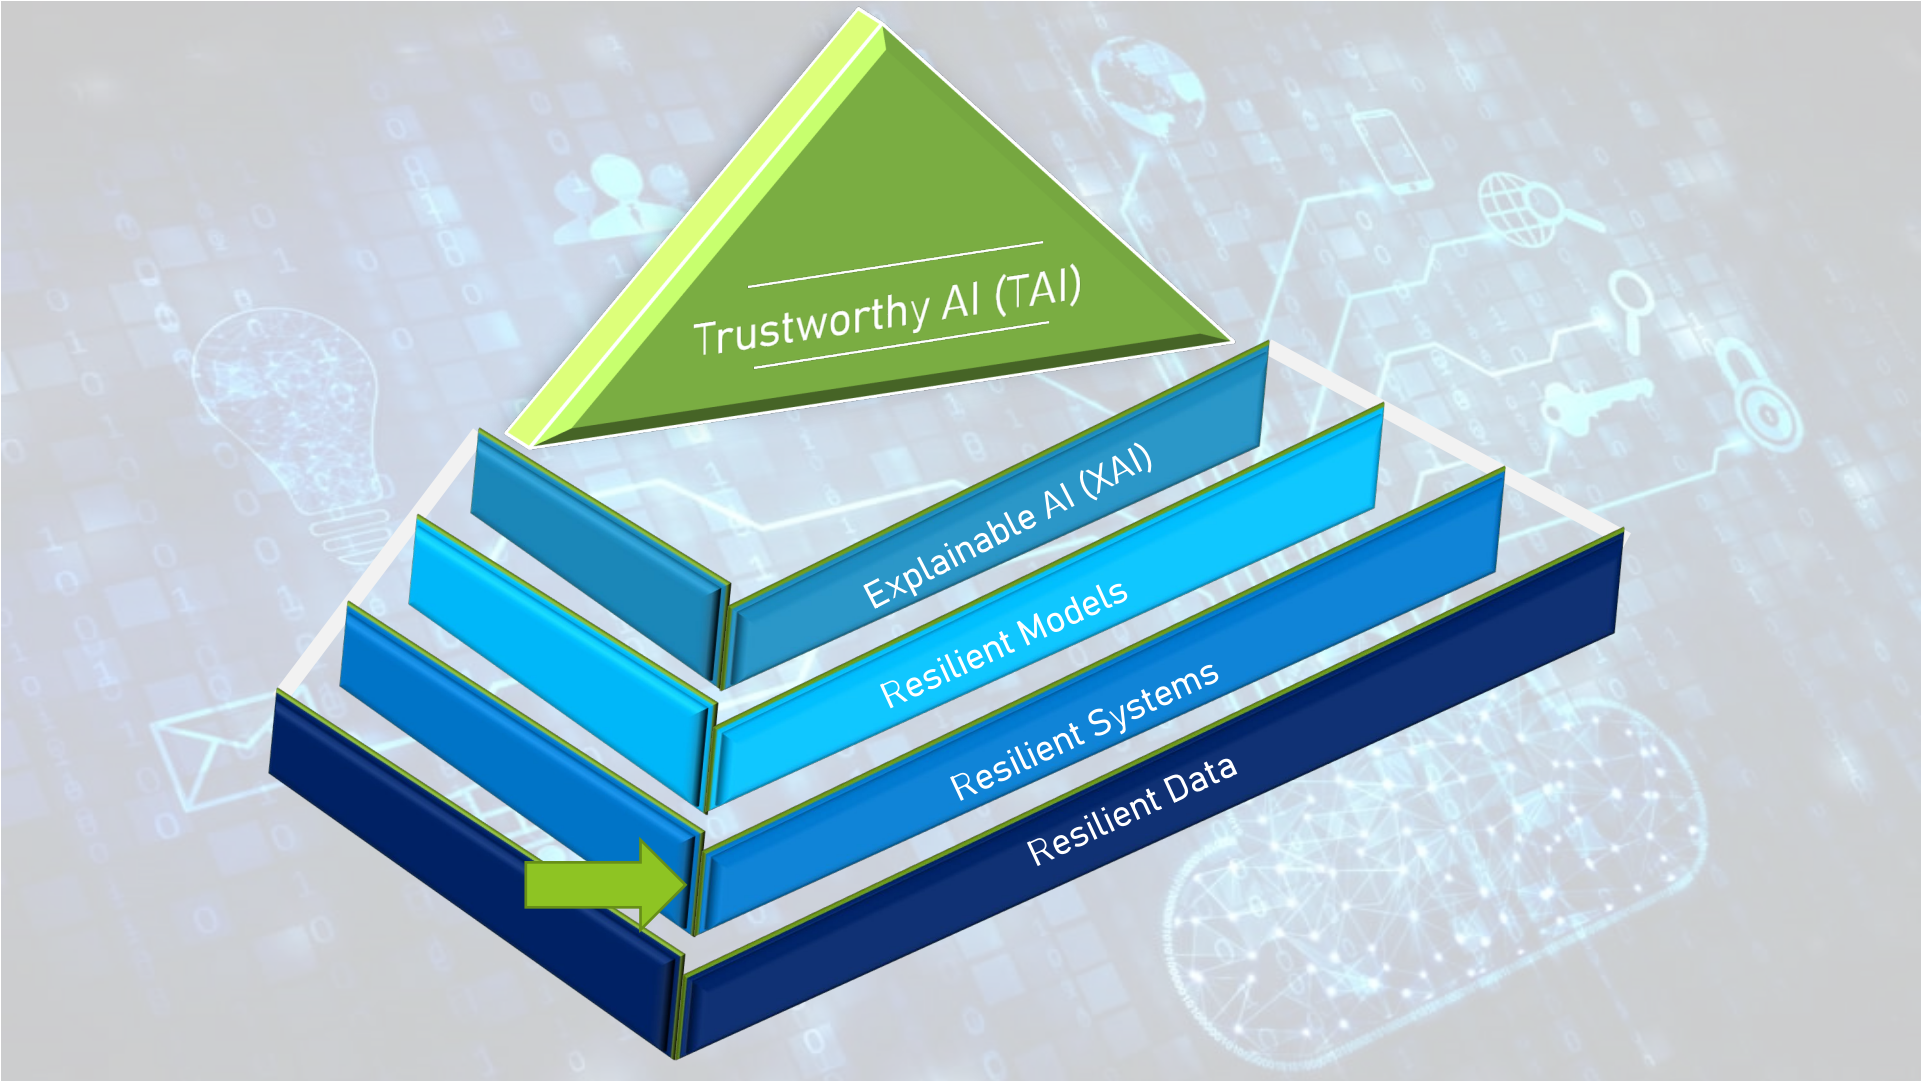 Trustworthy AI (TAI)
Explainable AI (XAI)
Resilient Models
Resilient Systems
Resilient Data